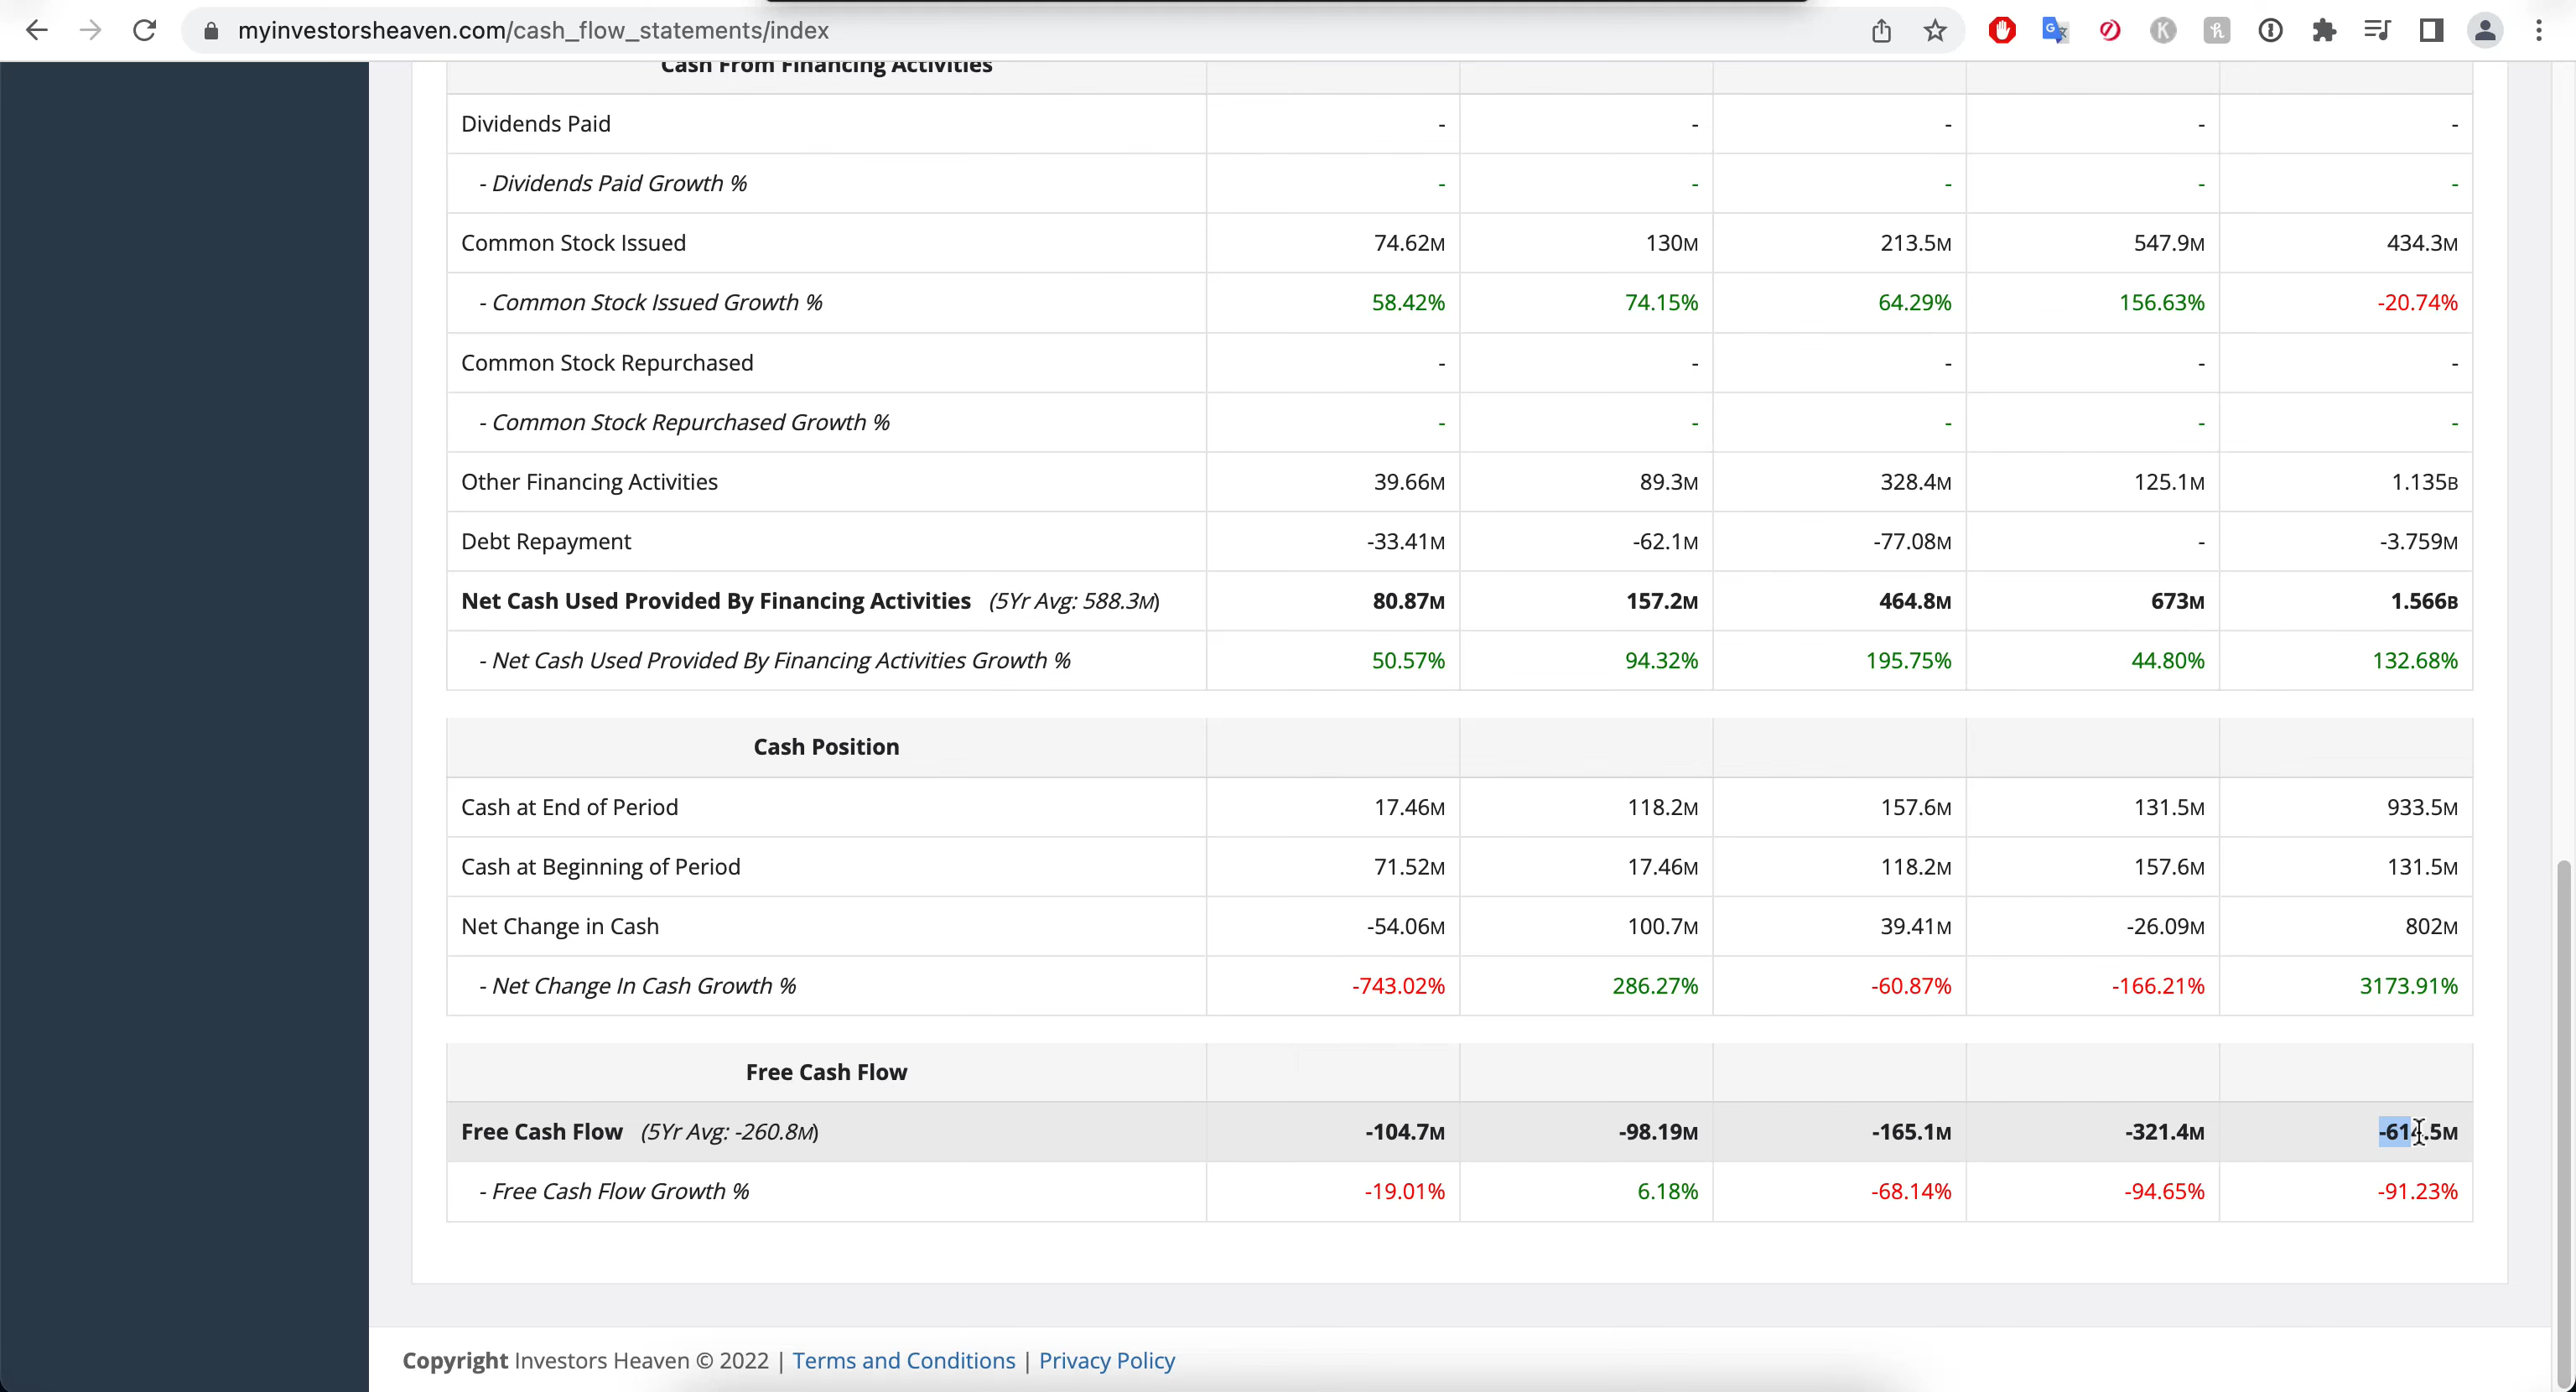 myinvestorsheaven.com/cash_flow_statements/index
Cash From Financing Activities
Dividends Paid - - - - -
- Dividends Paid Growth % - - - - -
Common Stock Issued 74.62M 130M 213.5M 547.9M 434.3M
- Common Stock Issued Growth % 58.42% 74.15% 64.29% 156.63% -20.74%
Common Stock Repurchased - - - - -
- Common Stock Repurchased Growth % - - - - -
Other Financing Activities 39.66M 89.3M 328.4M 125.1M 1.135B
Debt Repayment -33.41M -62.1M -77.08M - -3.759M
Net Cash Used Provided By Financing Activities (5Yr Avg: 588.3M) 80.87M 157.2M 464.8M 673M 1.566B
- Net Cash Used Provided By Financing Activities Growth % 50.57% 94.32% 195.75% 44.80% 132.68%
Cash Position
Cash at End of Period 17.46M 118.2M 157.6M 131.5M 933.5M
Cash at Beginning of Period 71.52M 17.46M 118.2M 157.6M 131.5M
Net Change in Cash -54.06M 100.7M 39.41M -26.09M 802M
- Net Change In Cash Growth % -743.02% 286.27% -60.87% -166.21% 3173.91%
Free Cash Flow
Free Cash Flow (5Yr Avg: -260.8M) -104.7M -98.19M -165.1M -321.4M -614.5M
- Free Cash Flow Growth % -19.01% 6.18% -68.14% -94.65% -91.23%
Copyright Investors Heaven © 2022 | Terms and Conditions | Privacy Policy